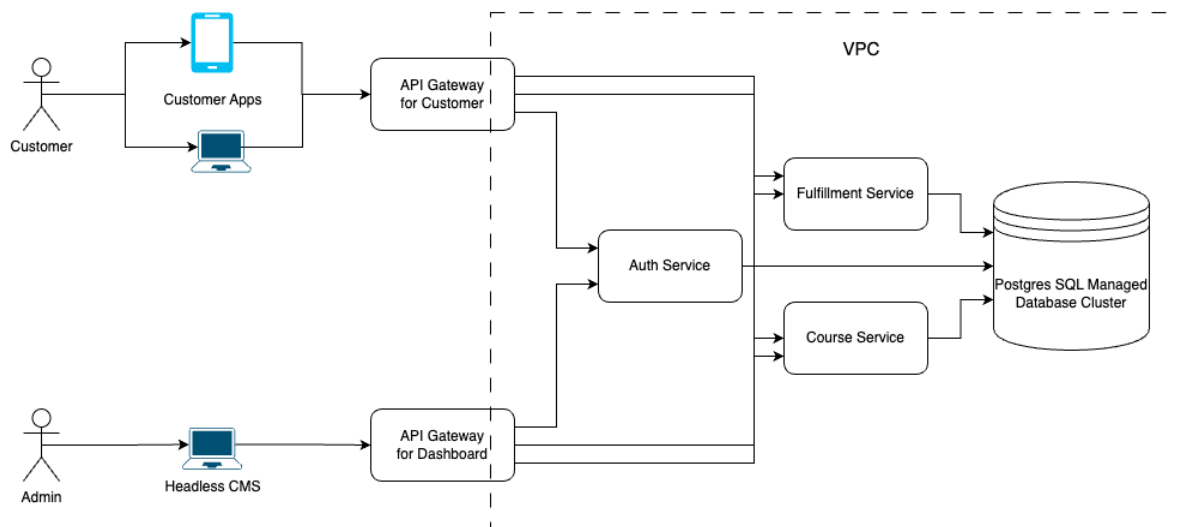 VPC
API Gateway
for Customer
Customer Apps
Customer
Fulfillment Service
Auth Service
Postgres SQL Managed
Database Cluster
Course Service
API Gateway
for Dashboard
Headless CMS
Admin